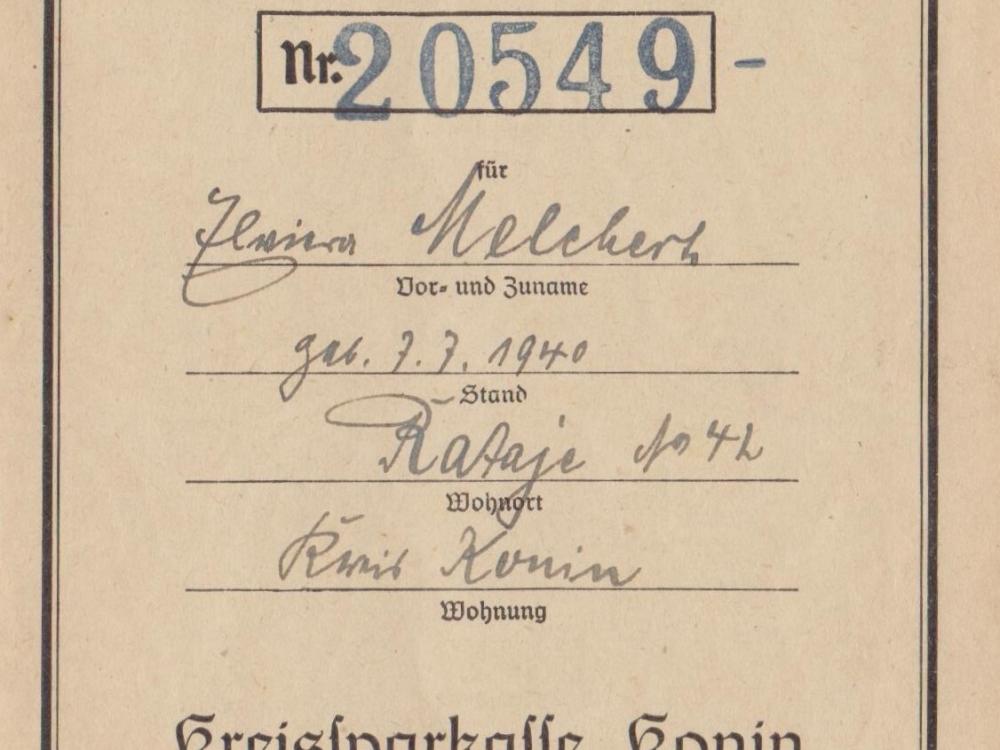 Nr. 20549 -
für
Elviera Melchert
Vor- und Zuname
geb. 7.7.1940
Stand
Rataje No 42
Wohnort
Kreis Konin
Wohnung
Kreissparkasse Konin